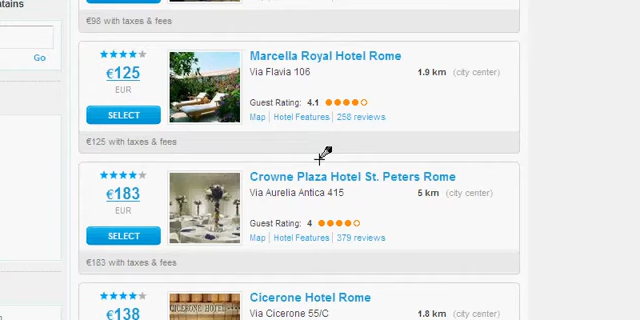 tains
€98 with taxes & fees
Go
Marcella Royal Hotel Rome
€125
Via Flavia 106
1.9 km (city center)
EUR
Guest Rating: 4.1
SELECT
Map | Hotel Features | 258 reviews
€125 with taxes & fees
Crowne Plaza Hotel St. Peters Rome
€183
Via Aurelia Antica 415
5 km (city center)
EUR
Guest Rating: 4
SELECT
Map | Hotel Features | 379 reviews
€183 with taxes & fees
Cicerone Hotel Rome
€138
Via Cicerone 55/C
1.8 km (city center)
CICERONE HOTEL